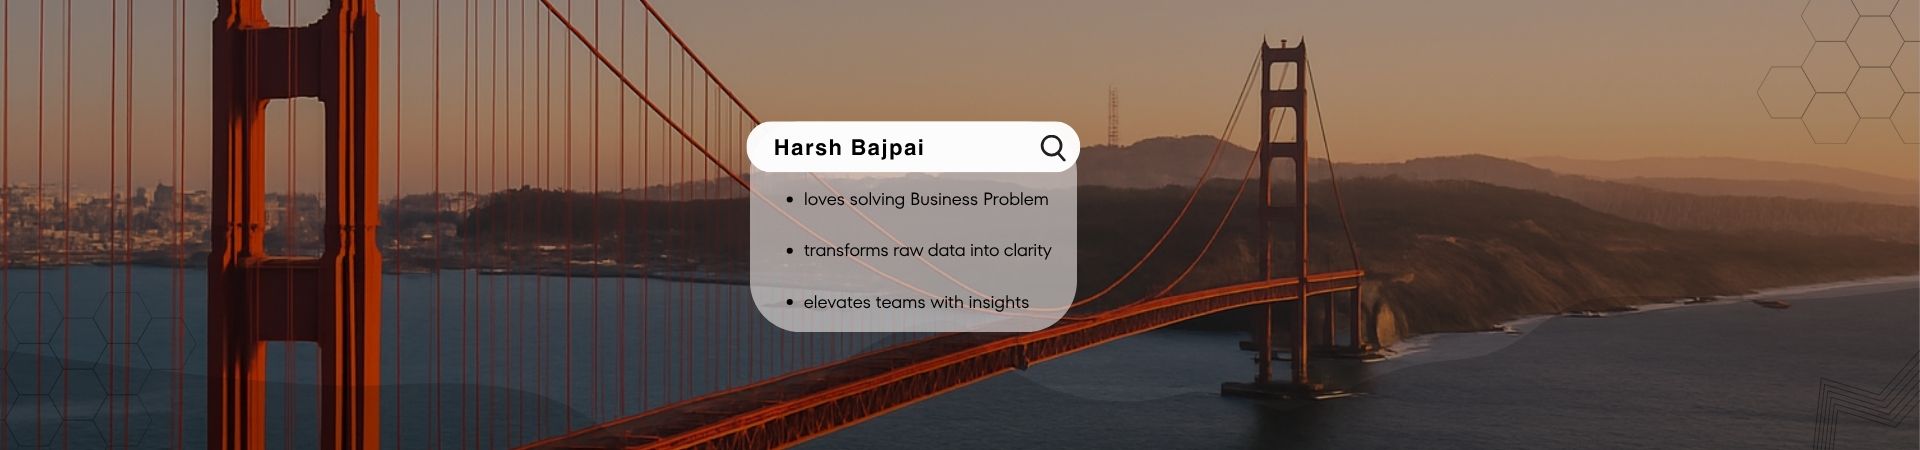 Harsh Bajpai
loves solving Business Problem
transforms raw data into clarity
elevates teams with insights